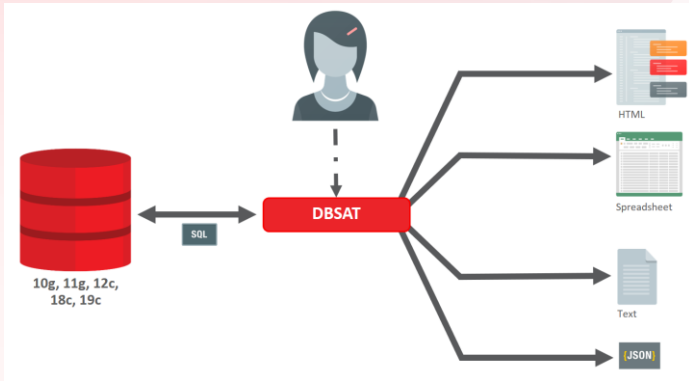 HTML
Spreadsheet
DBSAT
SQL
10g, 11g, 12c,
18c, 19c
Text
{JSON}